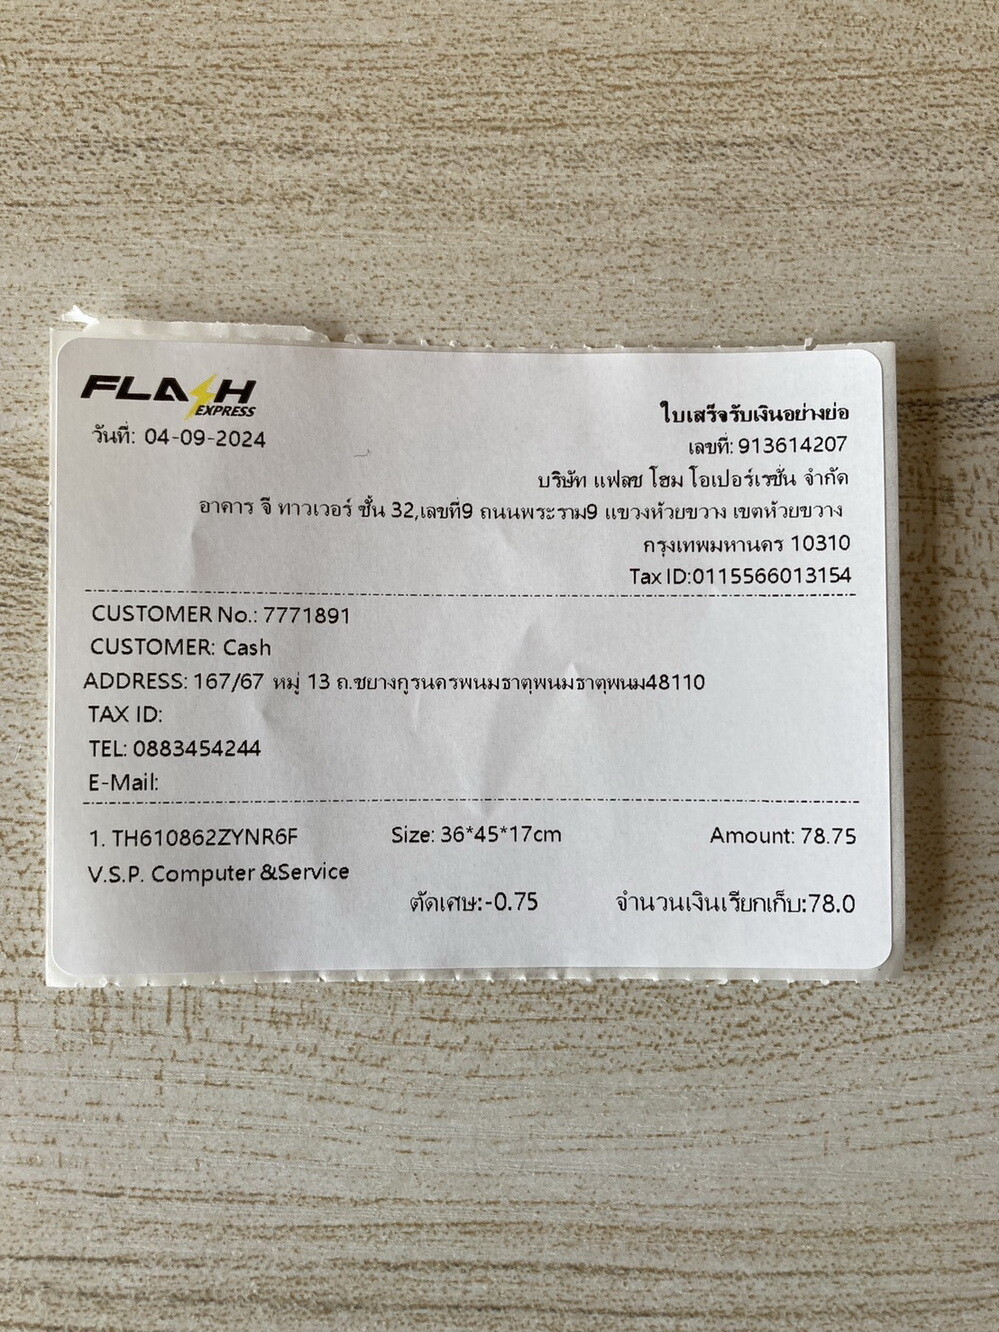 FLASH
EXPRESS
วันที่: 04-09-2024
ใบเสร็จรับเงินอย่างย่อ
เลขที่: 913614207
บริษัท แฟลช โฮม โอเปอร์เรชั่น จำกัด
อาคาร จี ทาวเวอร์ ชั้น 32,เลขที่9 ถนนพระราม9 แขวงห้วยขวาง เขตห้วยขวาง
กรุงเทพมหานคร 10310
Tax ID:0115566013154
CUSTOMER No.: 7771891
CUSTOMER: Cash
ADDRESS: 167/67 หมู่ 13 ถ.ชยางกูรนครพนมธาตุพนมธาตุพนม48110
TAX ID:
TEL: 0883454244
E-Mail:
1. TH610862ZYNR6F Size: 36*45*17cm Amount: 78.75
V.S.P. Computer &Service
ตัดเศษ:-0.75 จำนวนเงินเรียกเก็บ:78.0